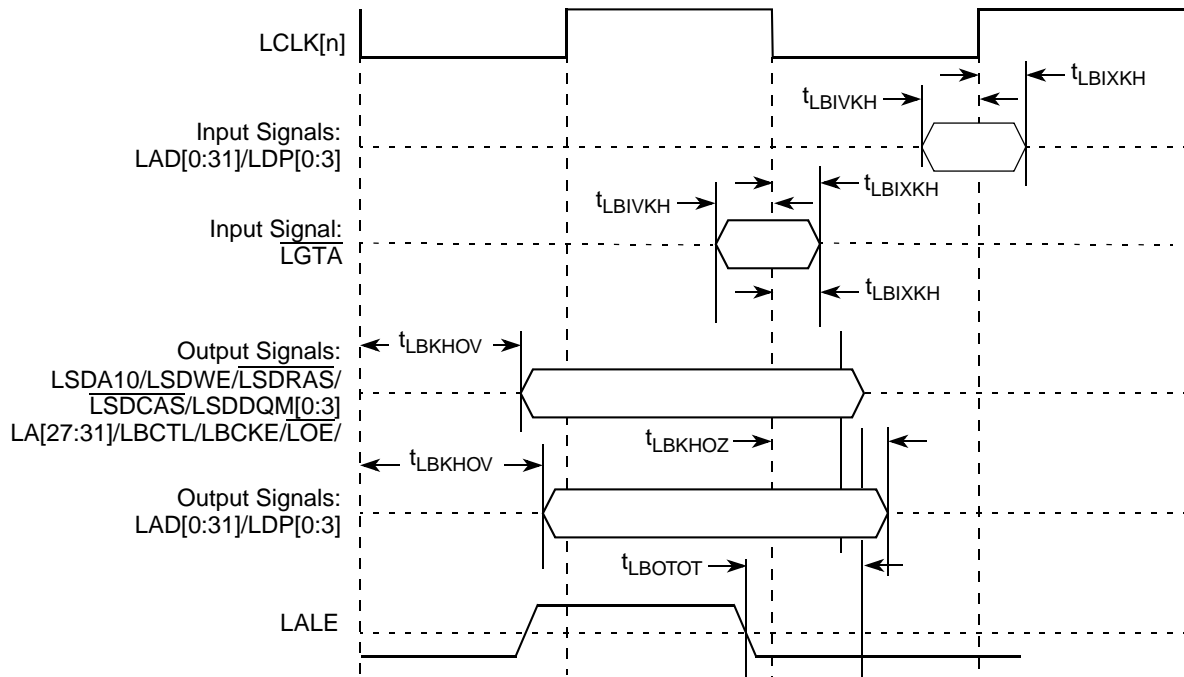 LCLK[n]
tLBIXKH
tLBIVKH
Input Signals:
LAD[0:31]/LDP[0:3]
tLBIXKH
tLBIVKH
Input Signal:
LGTA
tLBIXKH
tLBKHOV
Output Signals:
LSDA10/LSDWE/LSDRAS/
LSDCAS/LSDDQM[0:3]
LA[27:31]/LBCTL/LBCKE/LOE/
tLBKHOZ
tLBKHOV
Output Signals:
LAD[0:31]/LDP[0:3]
tLBOTOT
LALE